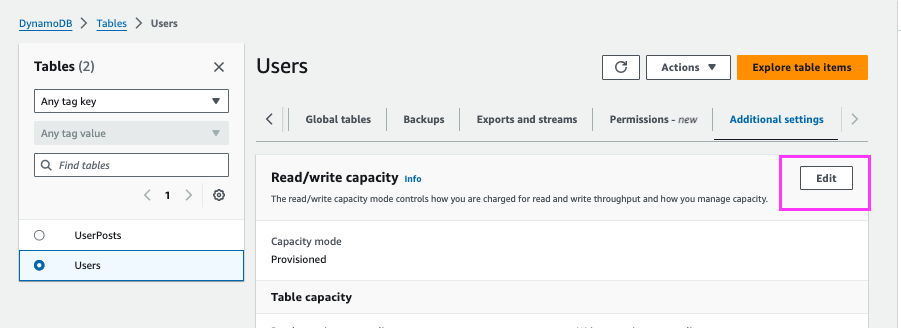 DynamoDB > Tables > Users
Tables (2)
Any tag key
Any tag value
Find tables
1
UserPosts
Users
Users
Actions
Explore table items
Global tables
Backups
Exports and streams
Permissions - new
Additional settings
Read/write capacity Info
Edit
The read/write capacity mode controls how you are charged for read and write throughput and how you manage capacity.
Capacity mode
Provisioned
Table capacity